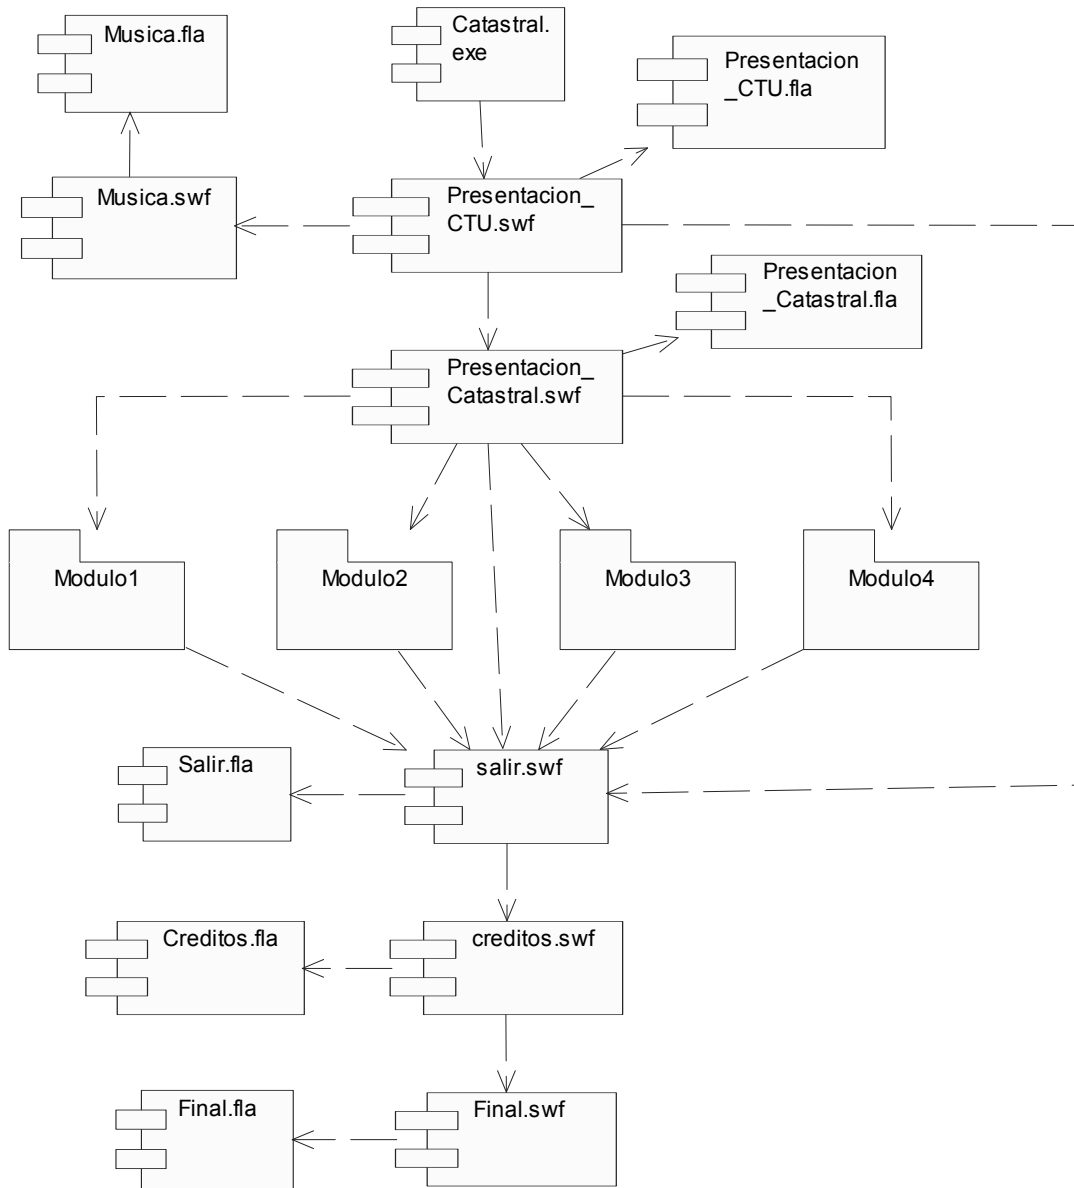 Musica.fla
Catastral.
exe
Presentacion
_CTU.fla
Musica.swf
Presentacion_
CTU.swf
Presentacion
_Catastral.fla
Presentacion_
Catastral.swf
Modulo1
Modulo2
Modulo3
Modulo4
Salir.fla
salir.swf
Creditos.fla
creditos.swf
Final.fla
Final.swf